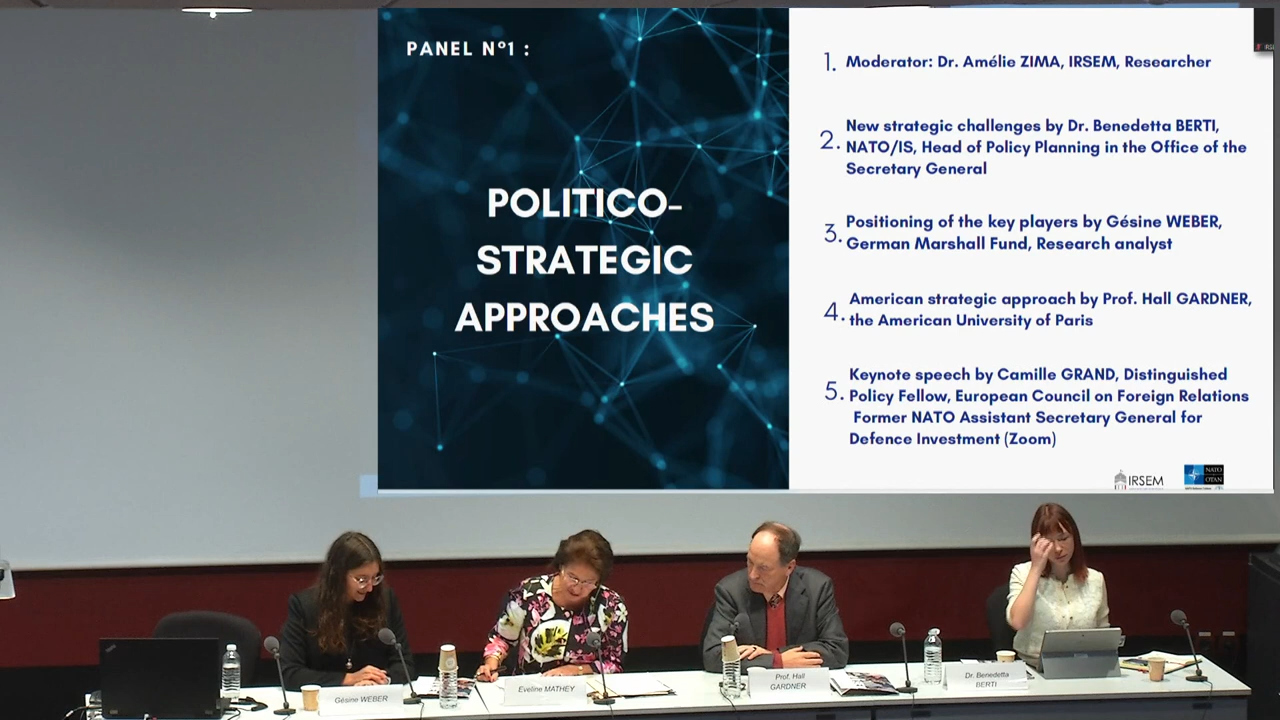 PANEL Nº1 :
POLITICO-
STRATEGIC
APPROACHES
1. Moderator: Dr. Amélie ZIMA, IRSEM, Researcher
2. New strategic challenges by Dr. Benedetta BERTI,
NATO/IS, Head of Policy Planning in the Office of the
Secretary General
3. Positioning of the key players by Gésine WEBER,
German Marshall Fund, Research analyst
4. American strategic approach by Prof. Hall GARDNER,
the American University of Paris
5. Keynote speech by Camille GRAND, Distinguished
Policy Fellow, European Council on Foreign Relations
Former NATO Assistant Secretary General for
Defence Investment (Zoom)
IRSEM
NATO
OTAN
Gésine WEBER
Eveline MATHEY
Prof. Hall
GARDNER
Dr. Benedetta
BERTI